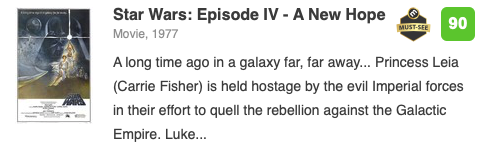 Star Wars: Episode IV - A New Hope
MUST-SEE
90
Movie, 1977
A long time ago in a galaxy far, far away... Princess Leia
(Carrie Fisher) is held hostage by the evil Imperial forces
in their effort to quell the rebellion against the Galactic
Empire. Luke...
STAR
WARS